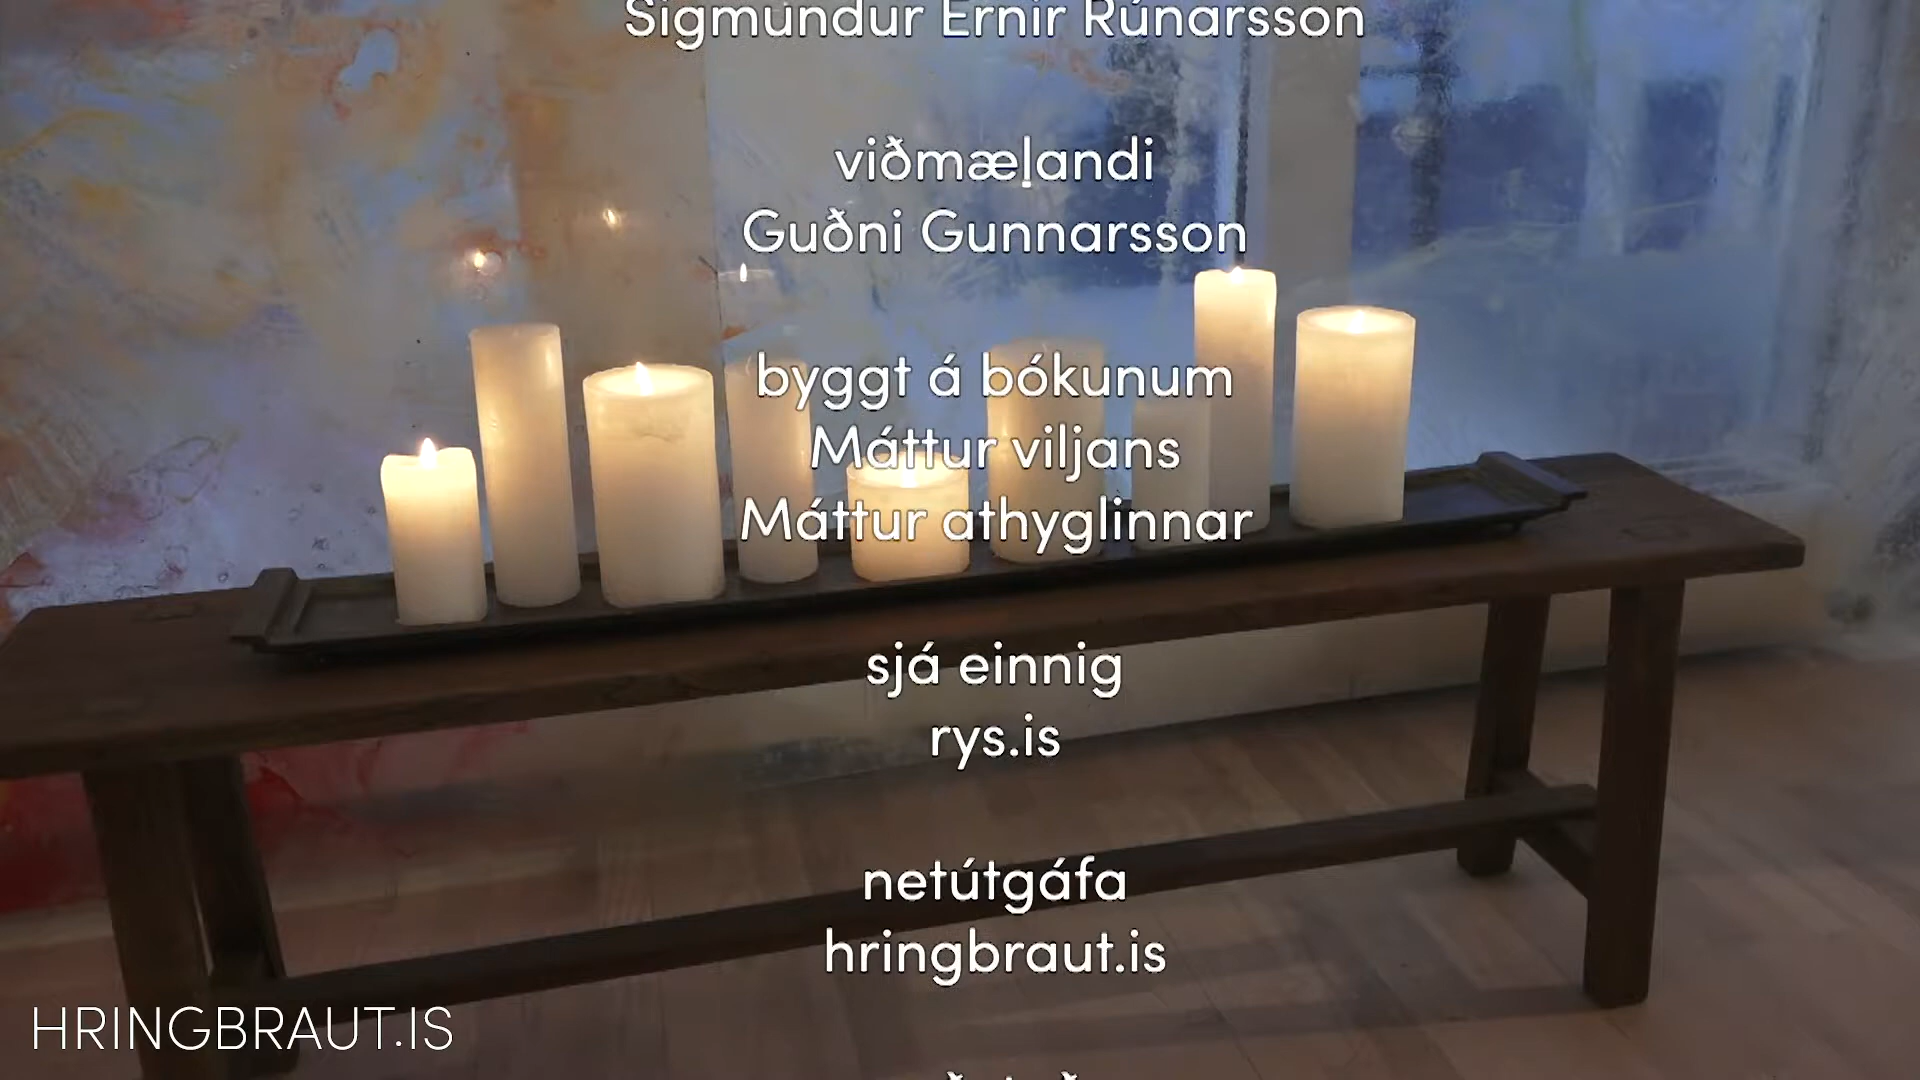 Sigmundur Ernir Rúnarsson
viðmælandi
Guðni Gunnarsson
byggt á bókunum
Máttur viljans
Máttur athyglinnar
sjá einnig
rys.is
netútgáfa
hringbraut.is
HRINGBRAUT.IS